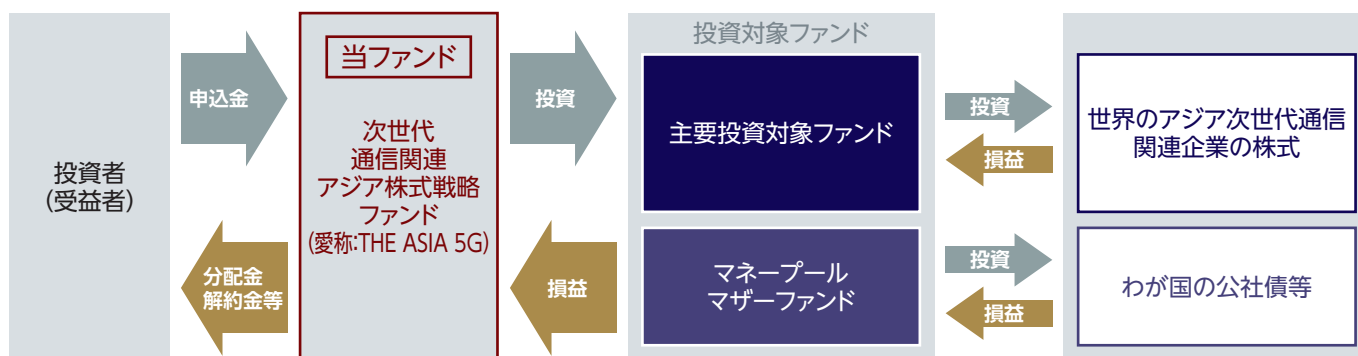 投資者
(受益者)
申込金
分配金
解約金等
当ファンド
次世代
通信関連
アジア株式戦略
ファンド
(愛称:THE ASIA 5G)
投資
損益
投資対象ファンド
主要投資対象ファンド
マネープール
マザーファンド
投資
損益
投資
損益
世界のアジア次世代通信
関連企業の株式
わが国の公社債等